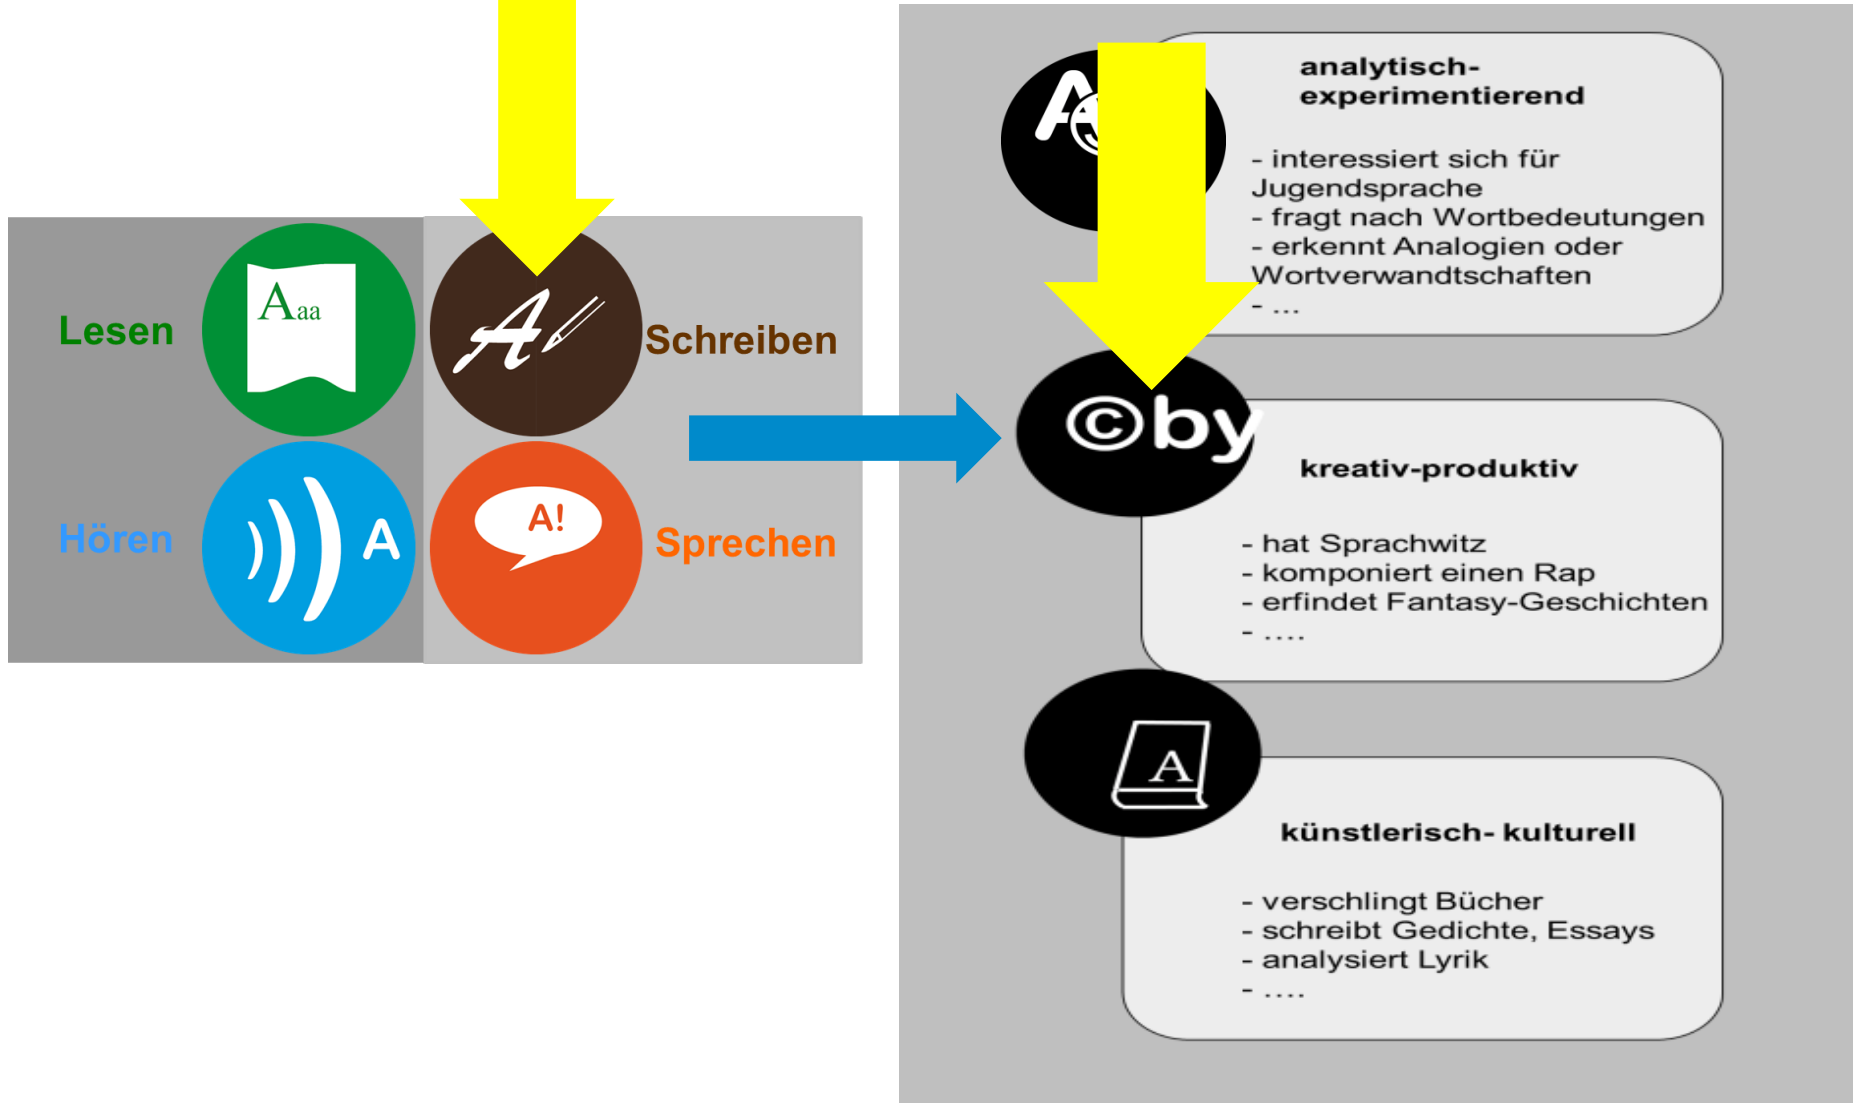 Lesen
Aaa
A
Schreiben
Hören
A
A!
Sprechen
A
analytisch-
experimentierend
- interessiert sich für
Jugendsprache
- fragt nach Wortbedeutungen
- erkennt Analogien oder
Wortverwandtschaften
- ...
©by
kreativ-produktiv
- hat Sprachwitz
- komponiert einen Rap
- erfindet Fantasy-Geschichten
- ....
A
künstlerisch- kulturell
- verschlingt Bücher
- schreibt Gedichte, Essays
- analysiert Lyrik
- ....